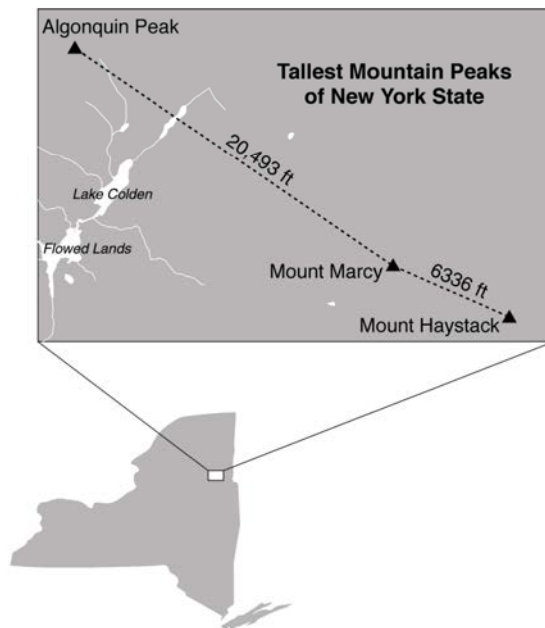 Algonquin Peak
Tallest Mountain Peaks
of New York State
20,493 ft
Lake Colden
Flowed Lands
Mount Marcy
6336 ft
Mount Haystack